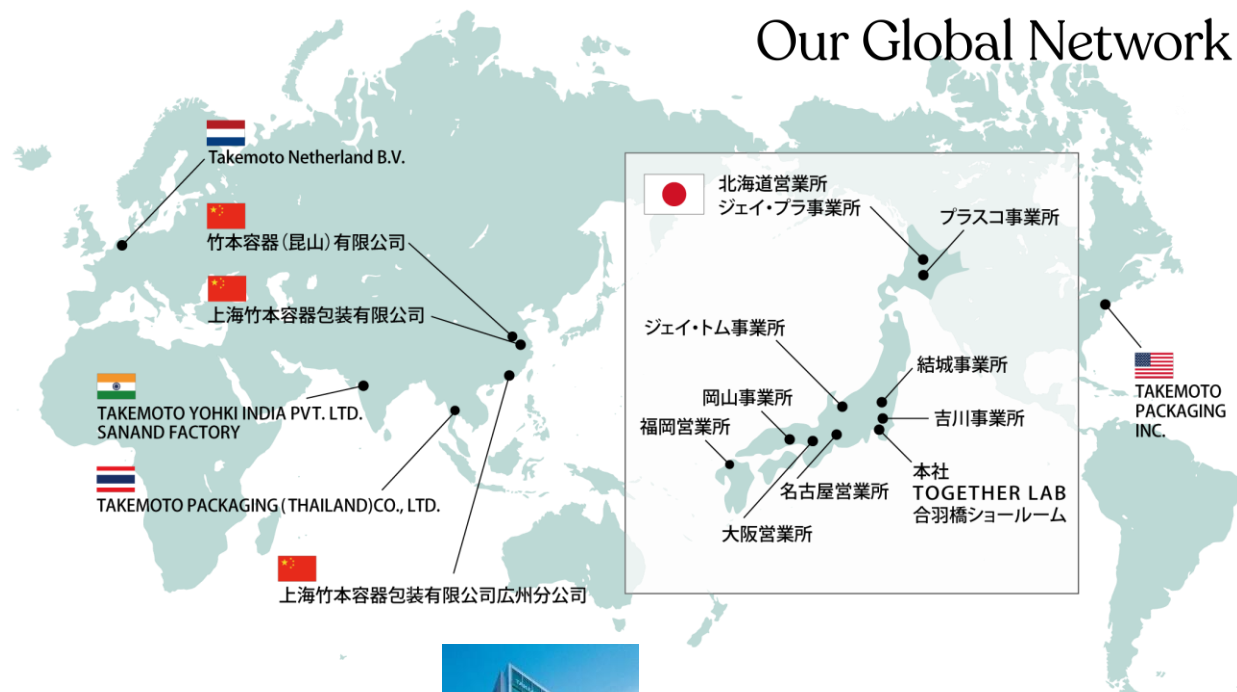 Our Global Network
Takemoto Netherland B.V.
竹本容器(昆山)有限公司
上海竹本容器包装有限公司
TAKEMOTO YOHKI INDIA PVT. LTD.
SANAND FACTORY
TAKEMOTO PACKAGING (THAILAND)CO., LTD.
上海竹本容器包装有限公司広州分公司
北海道営業所
ジェイ・プラ事業所
プラスコ事業所
ジェイ・トム事業所
結城事業所
岡山事業所
吉川事業所
福岡営業所
本社
TOGETHER LAB
合羽橋ショールーム
名古屋営業所
大阪営業所
TAKEMOTO
PACKAGING
INC.